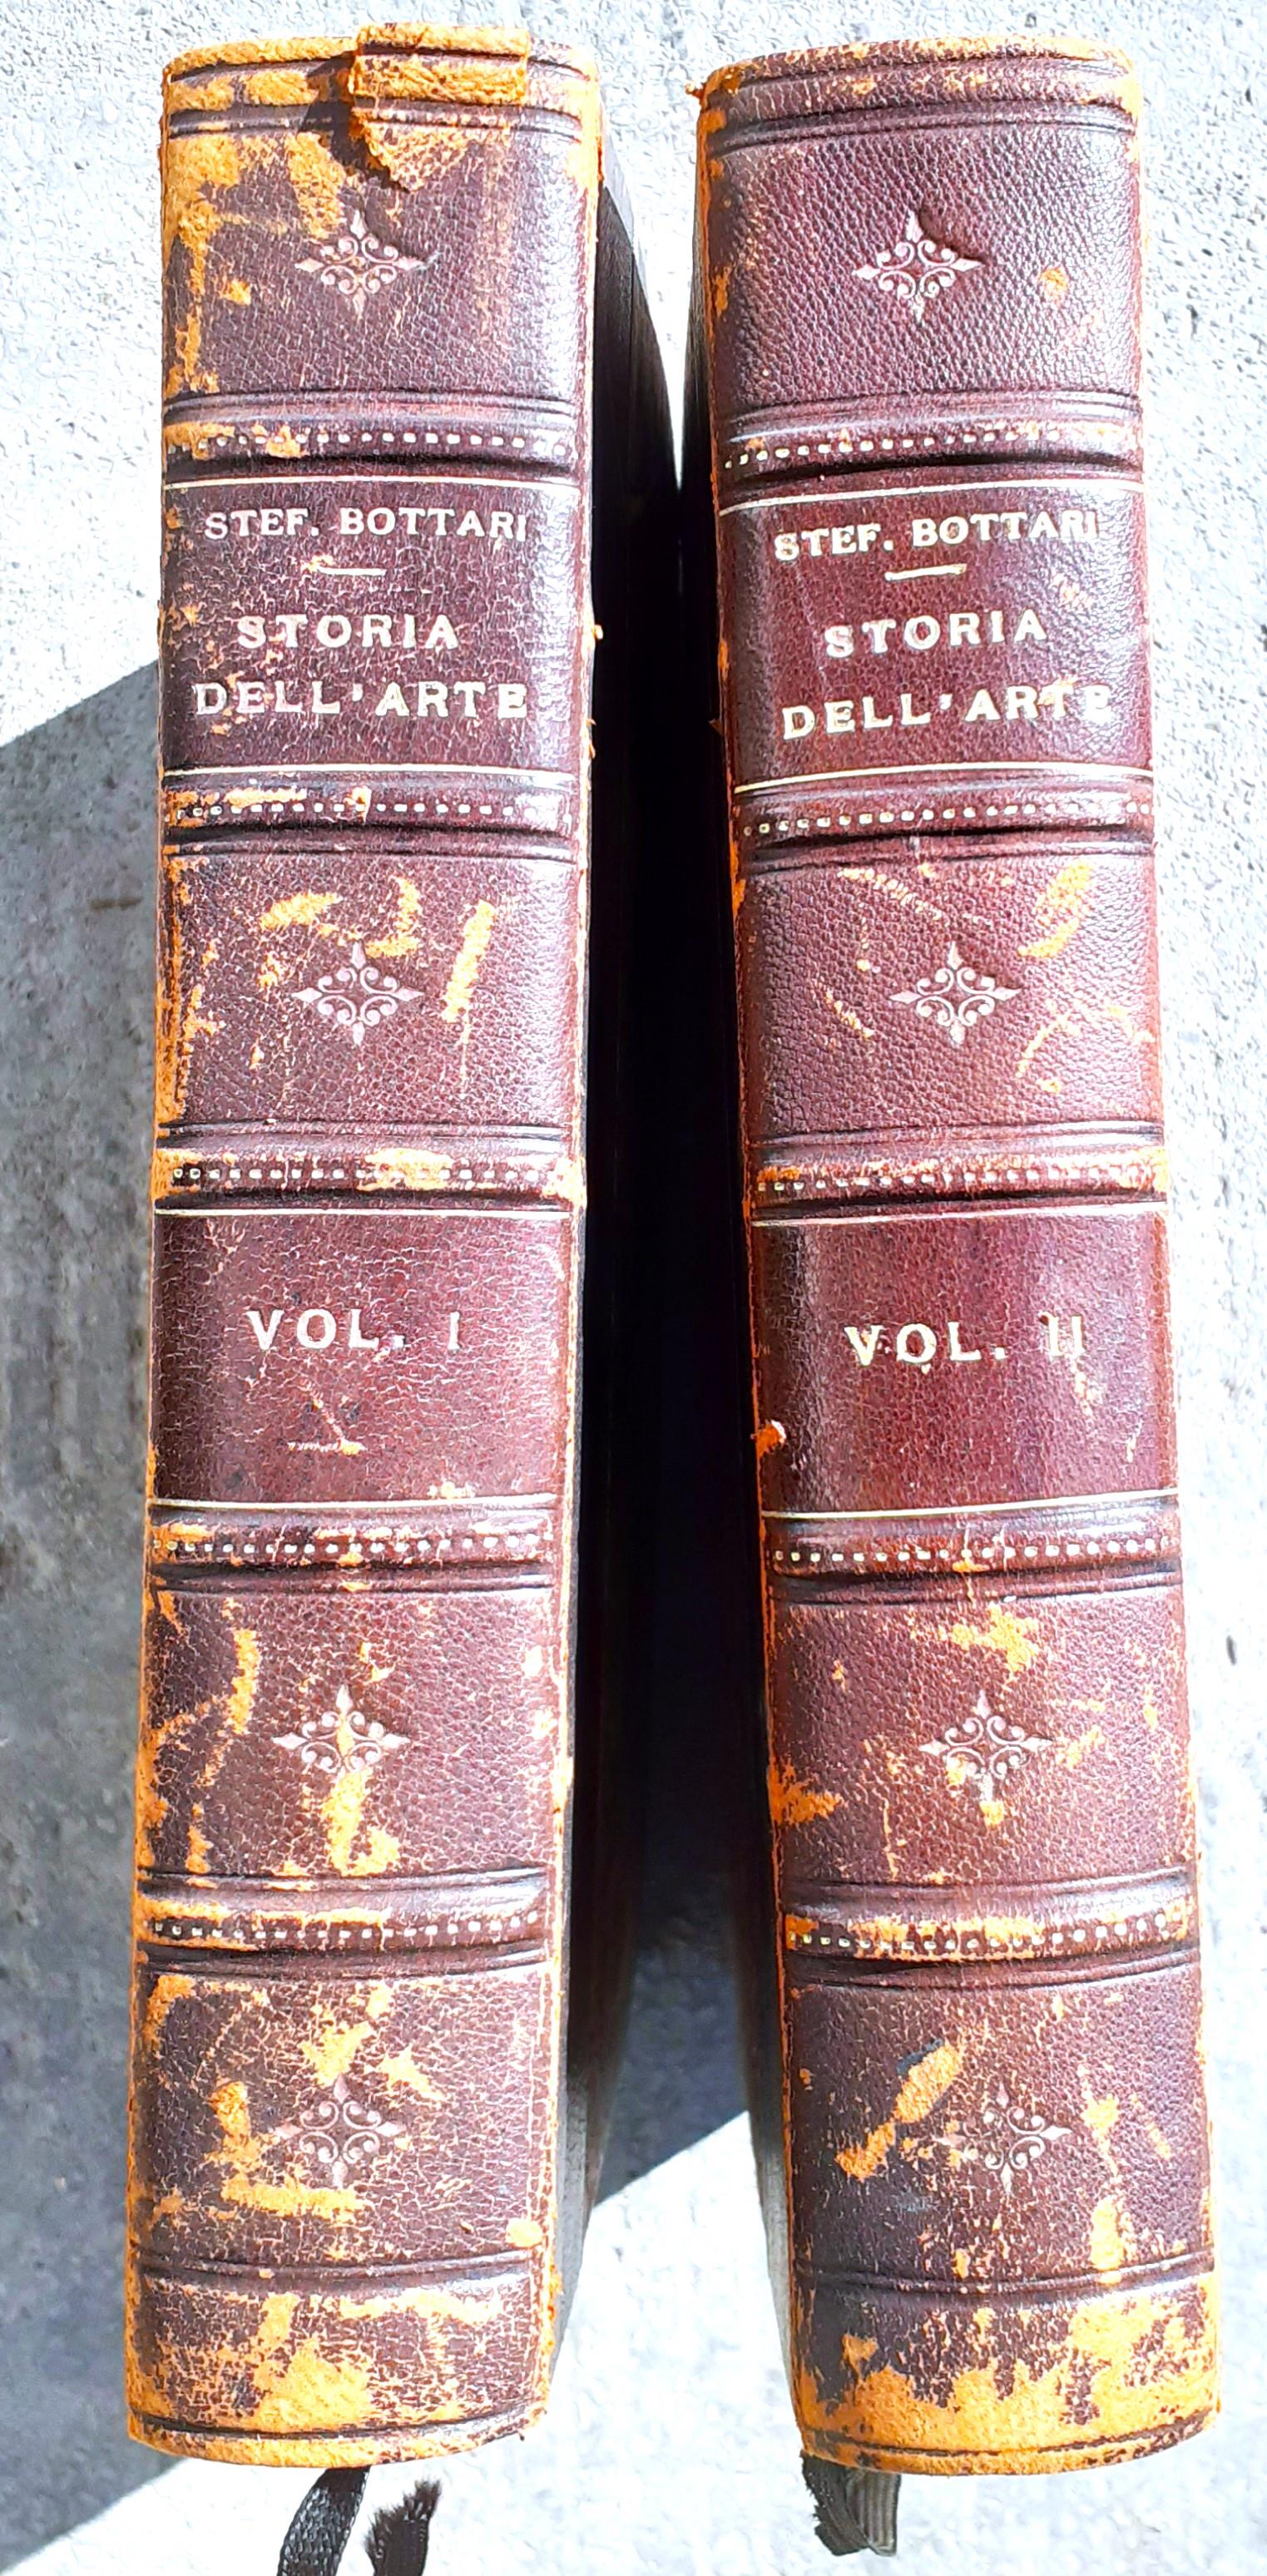 STEF. BOTTARI
STORIA
DELL'ARTE
VOL. I
STEF. BOTTARI
STORIA
DELL'ARTE
VOL. II